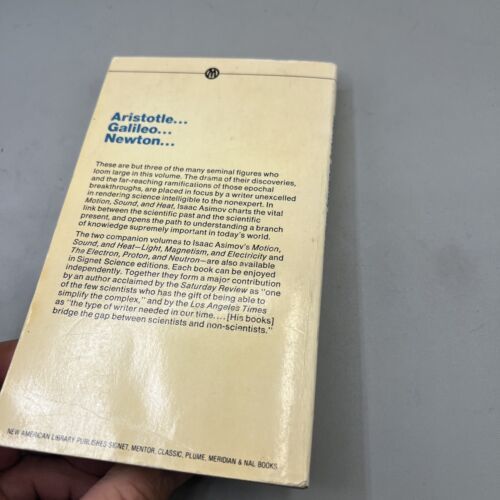 Aristotle...
Galileo...
Newton...
These are but three of the many seminal figures who
loom large in this volume. The drama of their discoveries,
and the far-reaching ramifications of those epochal
breakthroughs, are placed in focus by a writer unexcelled
in rendering science intelligible to the nonexpert. In
Motion, Sound, and Heat, Isaac Asimov charts the vital
link between the scientific past and the scientific
present, and opens the path to understanding a branch
of knowledge supremely important in today's world.
The two companion volumes to Isaac Asimov's Motion,
Sound, and Heat—Light, Magnetism, and Electricity and
The Electron, Proton, and Neutron—are also available
in Signet Science editions. Each book can be enjoyed
independently. Together they form a major contribution
by an author acclaimed by the Saturday Review as "one
of the few scientists who has the gift of being able to
simplify the complex," and by the Los Angeles Times
as "the type of writer needed in our time....[His books]
bridge the gap between scientists and non-scientists."
NEW AMERICAN LIBRARY PUBLISHES SIGNET, MENTOR, CLASSIC, PLUME, MERIDIAN & NAL BOOKS